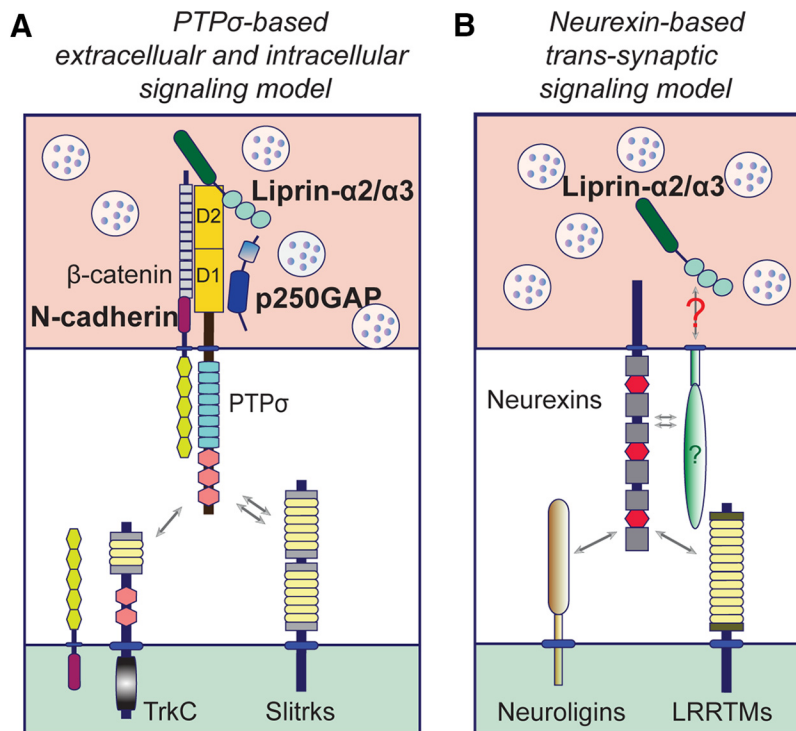 A
PTPσ-based
extracellualr and intracellular
signaling model
Liprin-α2/α3
D2
β-catenin
D1
p250GAP
N-cadherin
PTPσ
TrkC
Slitrks
B
Neurexin-based
trans-synaptic
signaling model
Liprin-α2/α3
?
Neurexins
?
Neuroligins
LRRTMs